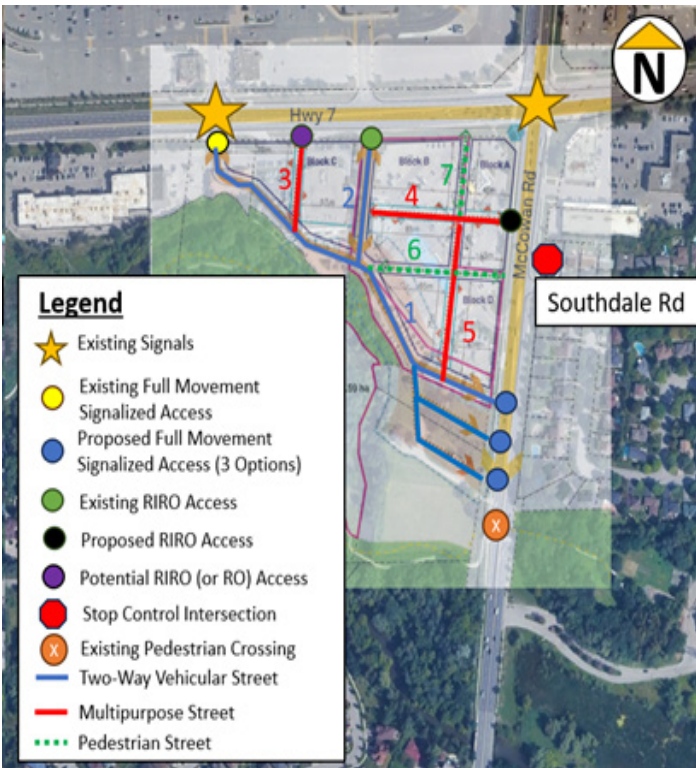 N
Hwy 7
Block C
Block B
Block A
3
2
7
4
McCowan Rd
6
Southdale Rd
Block D
1
5
Legend
Existing Signals
Existing Full Movement
Signalized Access
Proposed Full Movement
Signalized Access (3 Options)
Existing RIRO Access
Proposed RIRO Access
Potential RIRO (or RO) Access
Stop Control Intersection
X
Existing Pedestrian Crossing
X
Two-Way Vehicular Street
Multipurpose Street
Pedestrian Street